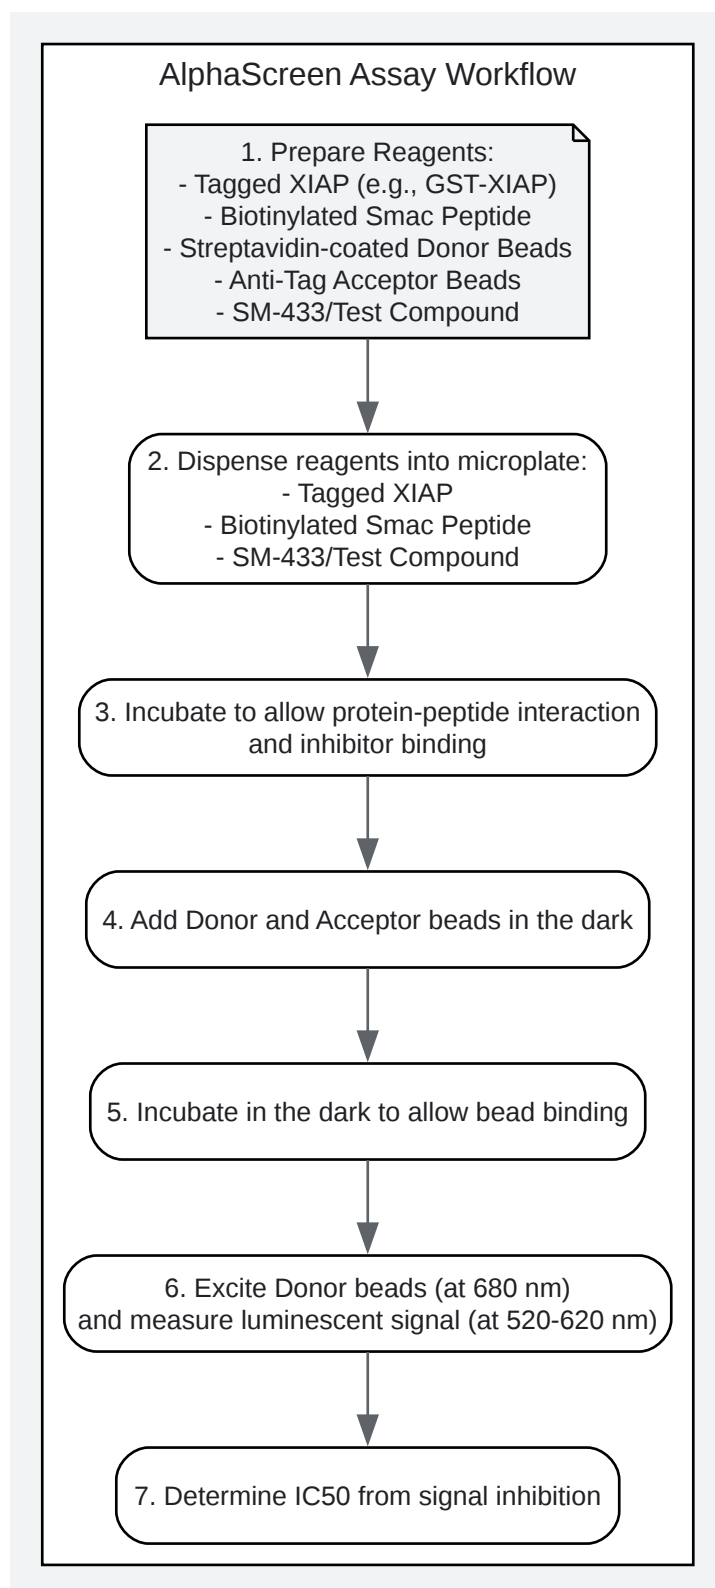 AlphaScreen Assay Workflow
1. Prepare Reagents:
- Tagged XIAP (e.g., GST-XIAP)
- Biotinylated Smac Peptide
- Streptavidin-coated Donor Beads
- Anti-Tag Acceptor Beads
- SM-433/Test Compound
2. Dispense reagents into microplate:
- Tagged XIAP
- Biotinylated Smac Peptide
- SM-433/Test Compound
3. Incubate to allow protein-peptide interaction
and inhibitor binding
4. Add Donor and Acceptor beads in the dark
5. Incubate in the dark to allow bead binding
6. Excite Donor beads (at 680 nm)
and measure luminescent signal (at 520-620 nm)
7. Determine IC50 from signal inhibition